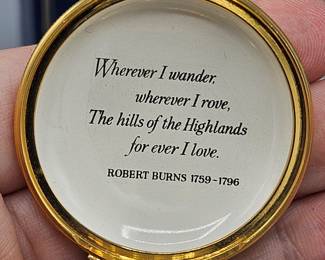 Wherever I wander,
wherever I rove,
The hills of the Highlands
for ever I love.
ROBERT BURNS 1759–1796